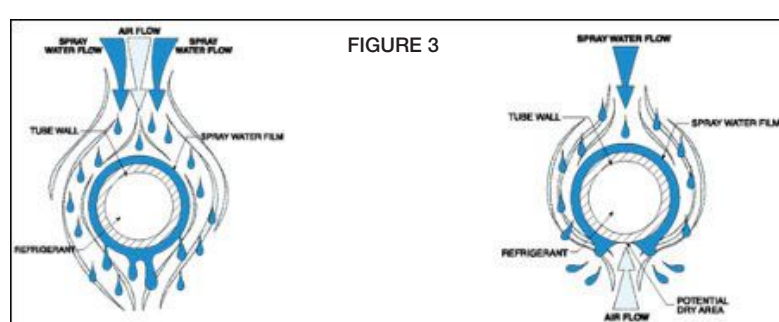 FIGURE 3
SPRAY
WATER FLOW
AIR FLOW
SPRAY
WATER FLOW
TUBE WALL
SPRAY WATER FILM
REFRIGERANT
SPRAY WATER FLOW
TUBE WALL
SPRAY WATER FILM
REFRIGERANT
POTENTIAL
DRY AREA
AIR FLOW